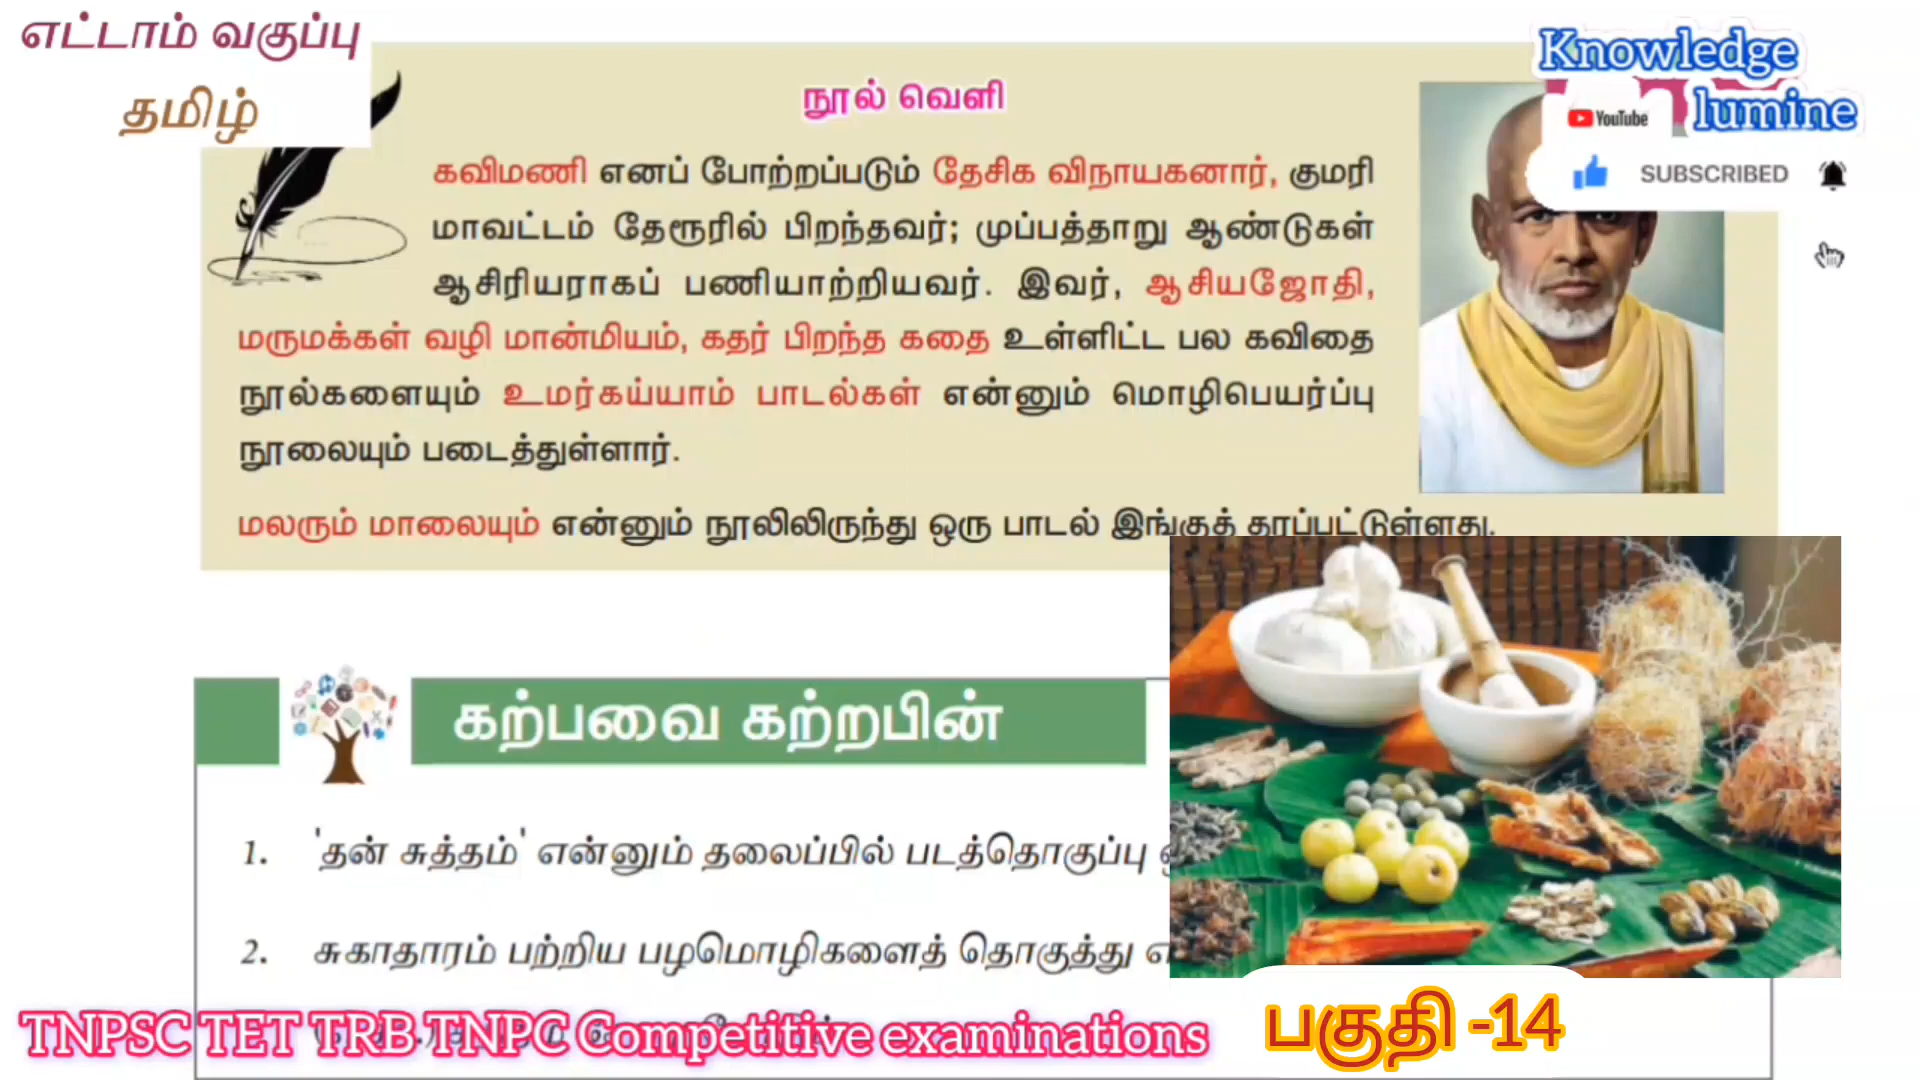 எட்டாம் வகுப்பு
தமிழ்
Knowledge
lumine
YouTube
SUBSCRIBED
நூல் வெளி
கவிமணி எனப் போற்றப்படும் தேசிக விநாயகனார், குமரி
மாவட்டம் தேரூரில் பிறந்தவர்; முப்பத்தாறு ஆண்டுகள்
ஆசிரியராகப் பணியாற்றியவர். இவர், ஆசியஜோதி,
மருமக்கள் வழி மான்மியம், கதர் பிறந்த கதை உள்ளிட்ட பல கவிதை
நூல்களையும் உமர்கய்யாம் பாடல்கள் என்னும் மொழிபெயர்ப்பு
நூலையும் படைத்துள்ளார்.
மலரும் மாலையும் என்னும் நூலிலிருந்து ஒரு பாடல் இங்குத் தரப்பட்டுள்ளது.
கற்பவை கற்றபின்
1. 'தன் சுத்தம்' என்னும் தலைப்பில் படத்தொகுப்பு
2. சுகாதாரம் பற்றிய பழமொழிகளைத் தொகுத்து
TNPSC TET TRB TNPC Competitive examinations
பகுதி -14